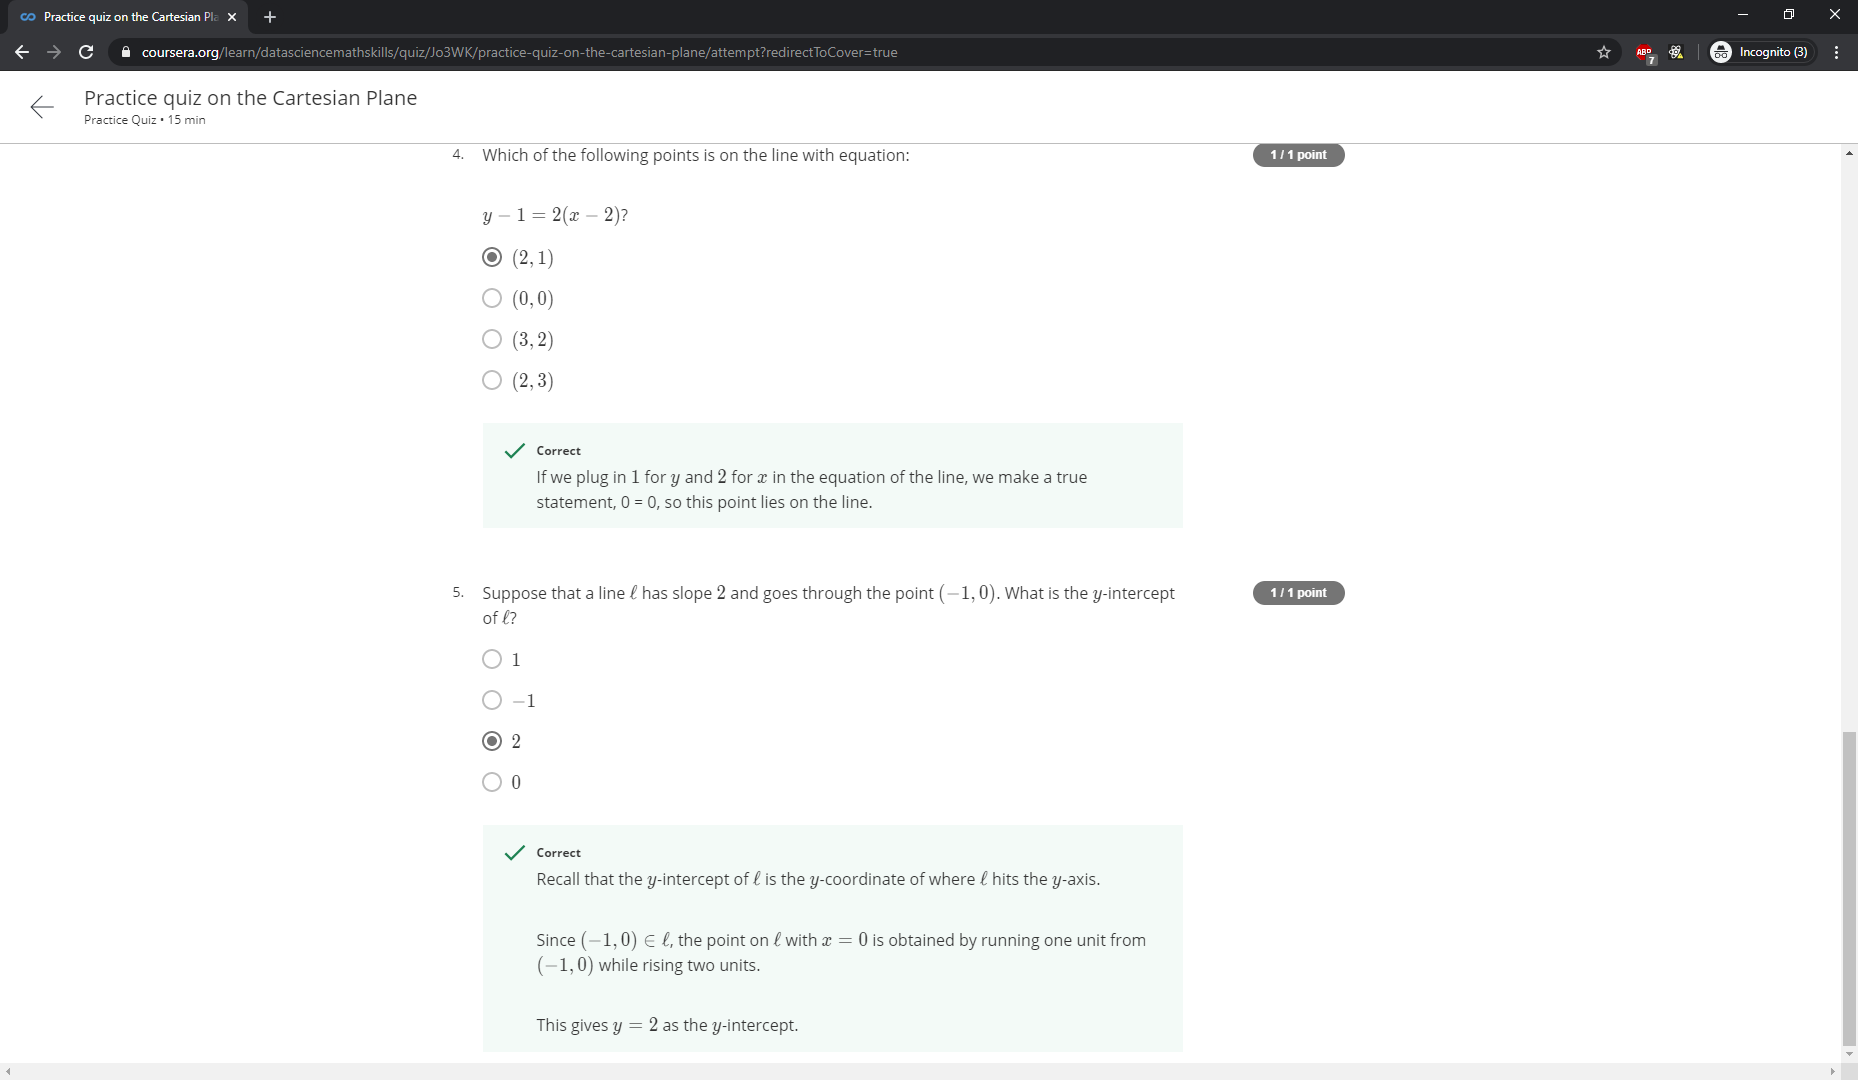 Practice quiz on the Cartesian Pla
coursera.org/learn/datasciencemathskills/quiz/Jo3WK/practice-quiz-on-the-cartesian-plane/attempt?redirectToCover=true
ABP
7
Incognito (3)
Practice quiz on the Cartesian Plane
Practice Quiz • 15 min
4. Which of the following points is on the line with equation:
1 / 1 point
y − 1 = 2(x − 2)?
(2, 1)
(0, 0)
(3, 2)
(2, 3)
Correct
If we plug in 1 for y and 2 for x in the equation of the line, we make a true
statement, 0 = 0, so this point lies on the line.
5. Suppose that a line ℓ has slope 2 and goes through the point (−1, 0). What is the y-intercept
of ℓ?
1 / 1 point
1
−1
2
0
Correct
Recall that the y-intercept of ℓ is the y-coordinate of where ℓ hits the y-axis.
Since (−1, 0) ∈ ℓ, the point on ℓ with x = 0 is obtained by running one unit from
(−1, 0) while rising two units.
This gives y = 2 as the y-intercept.